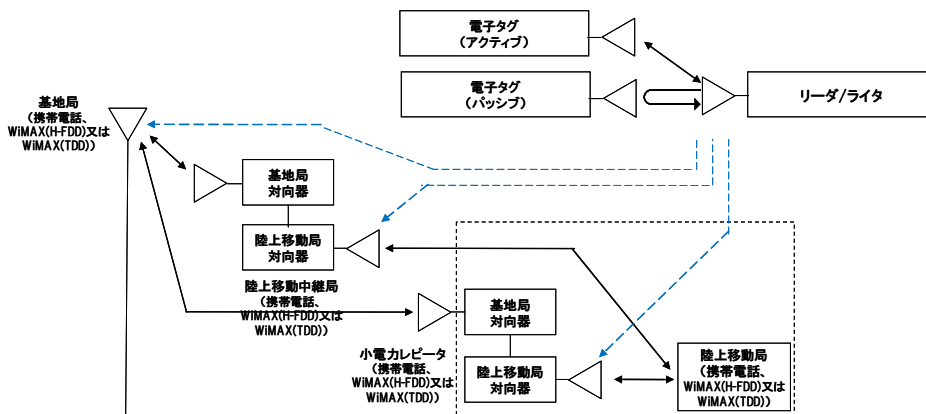 電子タグ
(アクティブ)
電子タグ
(パッシブ)
リーダ/ライタ
基地局
(携帯電話、
WiMAX(H-FDD)又は
WiMAX(TDD))
基地局
対向器
陸上移動局
対向器
陸上移動中継局
(携帯電話、
WiMAX(H-FDD)又は
WiMAX(TDD))
基地局
対向器
小電力レピータ
(携帯電話、
WiMAX(H-FDD)又は
WiMAX(TDD))
陸上移動局
対向器
陸上移動局
(携帯電話、
WiMAX(H-FDD)又は
WiMAX(TDD))